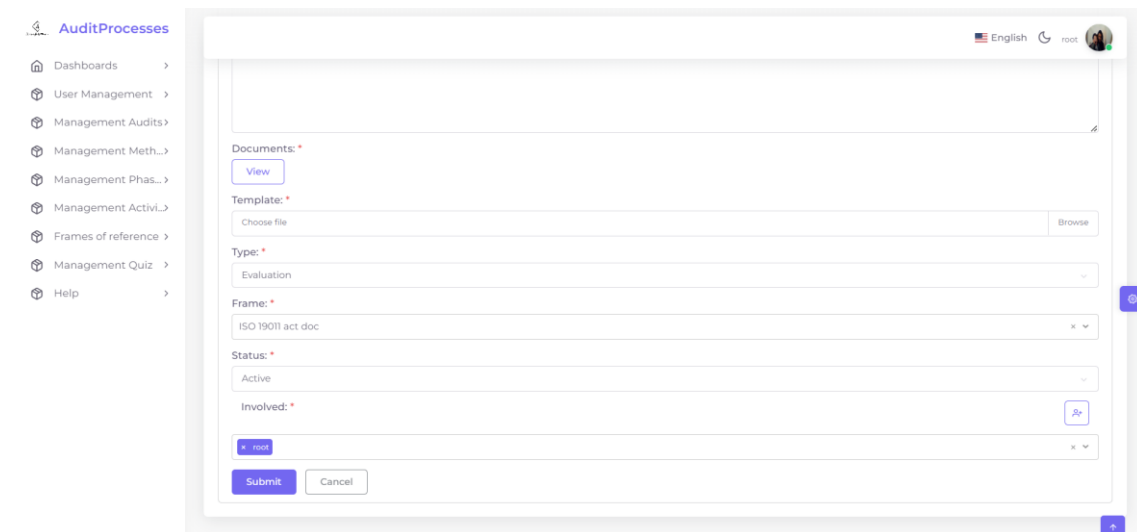 AuditProcesses
English
root
Dashboards
User Management
Management Audits
Management Meth...
Management Phas...
Management Activi...
Frames of reference
Management Quiz
Help
Documents: *
View
Template: *
Choose file
Browse
Type: *
Evaluation
Frame: *
ISO 19011 act doc
×
Status: *
Active
Involved: *
× root
×
Submit
Cancel